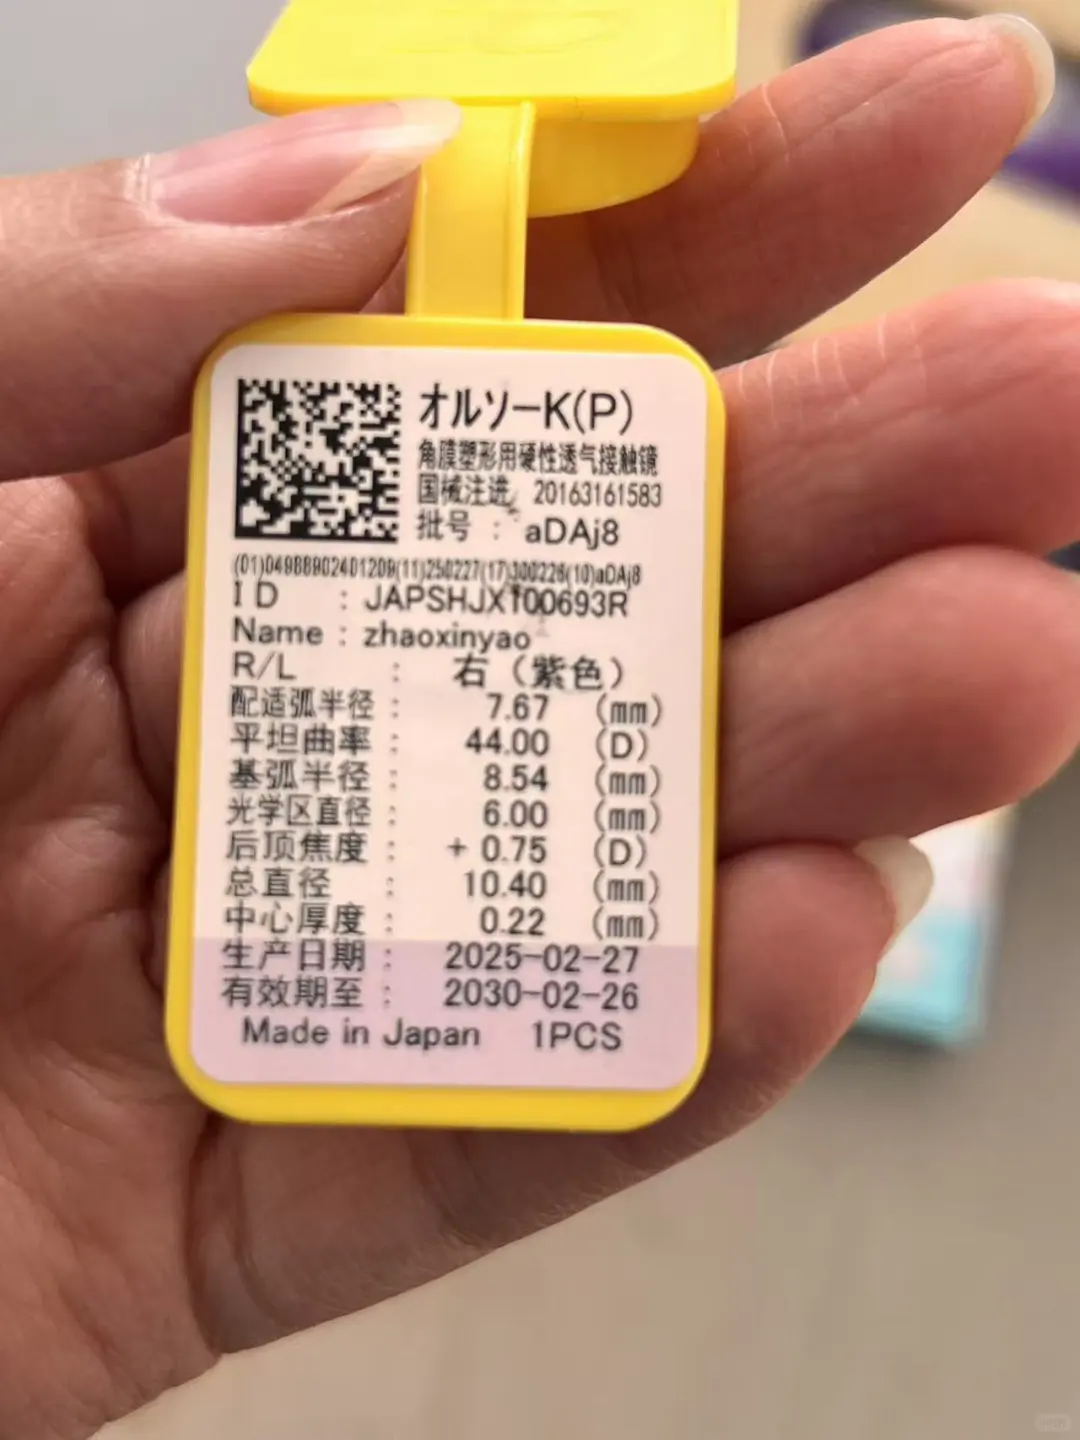 オルソーK(P)
角膜塑形用硬性透气接触镜
国械注进 20163161583
批号 : aDAj8
(01)04988902401209(11)250227(17)300226(10)aDAj8
ID : JAPSHJX100693R
Name : zhaoxinyao
R/L : 右（紫色）
配适弧半径 : 7.67 (mm)
平坦曲率 : 44.00 (D)
基弧半径 : 8.54 (mm)
光学区直径 : 6.00 (mm)
后顶焦度 : + 0.75 (D)
总直径 : 10.40 (mm)
中心厚度 : 0.22 (mm)
生产日期 : 2025-02-27
有效期至 : 2030-02-26
Made in Japan 1PCS